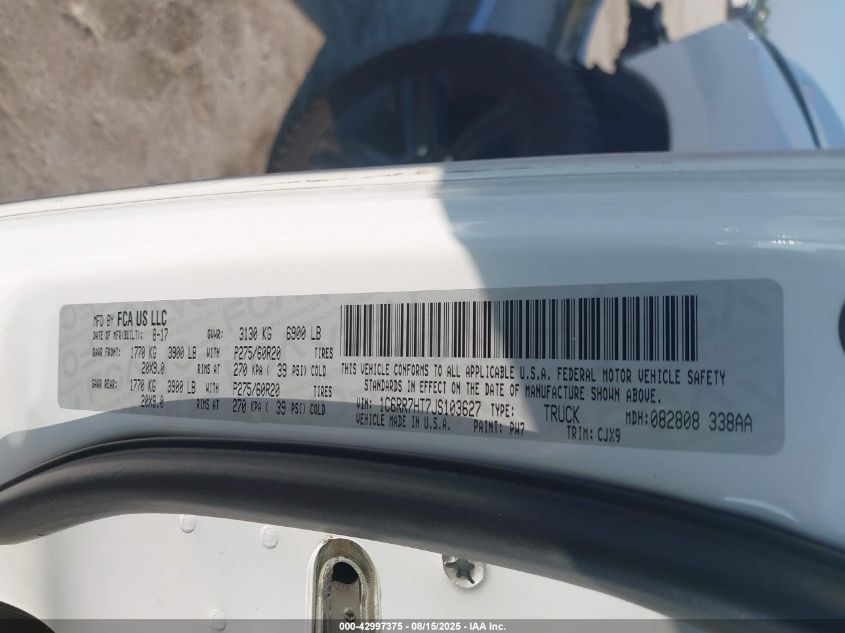 MFD BY FCA US LLC
DATE OF MFR(BUILT): 8-17 GVWR: 3130 KG 6900 LB
GAWR FRONT: 1770 KG 3900 LB WITH P275/60R20 TIRES
20X9.0 RIMS AT 270 KPA ( 39 PSI) COLD
GAWR REAR: 1770 KG 3900 LB WITH P275/60R20 TIRES
20X9.0 RIMS AT 270 KPA ( 39 PSI) COLD
THIS VEHICLE CONFORMS TO ALL APPLICABLE U.S.A. FEDERAL MOTOR VEHICLE SAFETY
STANDARDS IN EFFECT ON THE DATE OF MANUFACTURE SHOWN ABOVE.
VIN: 1C6RR7HT7JS103627 TYPE: TRUCK MDH:082808 338AA
VEHICLE MADE IN U.S.A. PAINT: PW7 TRIM: CJX9
000-42997375 - 08/15/2025 - IAA Inc.